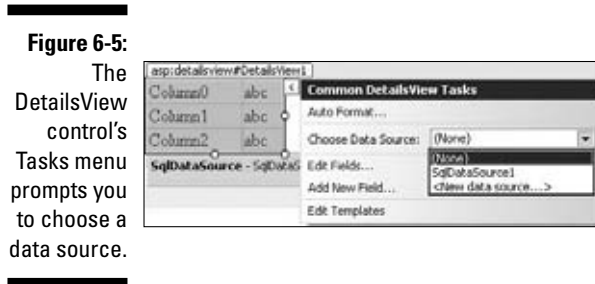 Figure 6-5:
The
DetailsView
control's
Tasks menu
prompts you
to choose a
data source.
asp:detailsview#DetailsView1
Column0 abc
Column1 abc
Column2 abc
SqlDataSource - SqlDataS
Common DetailsView Tasks
Auto Format...
Choose Data Source: (None)
(None)
SqlDataSource1
<New data source...>
Edit Fields...
Add New Field...
Edit Templates